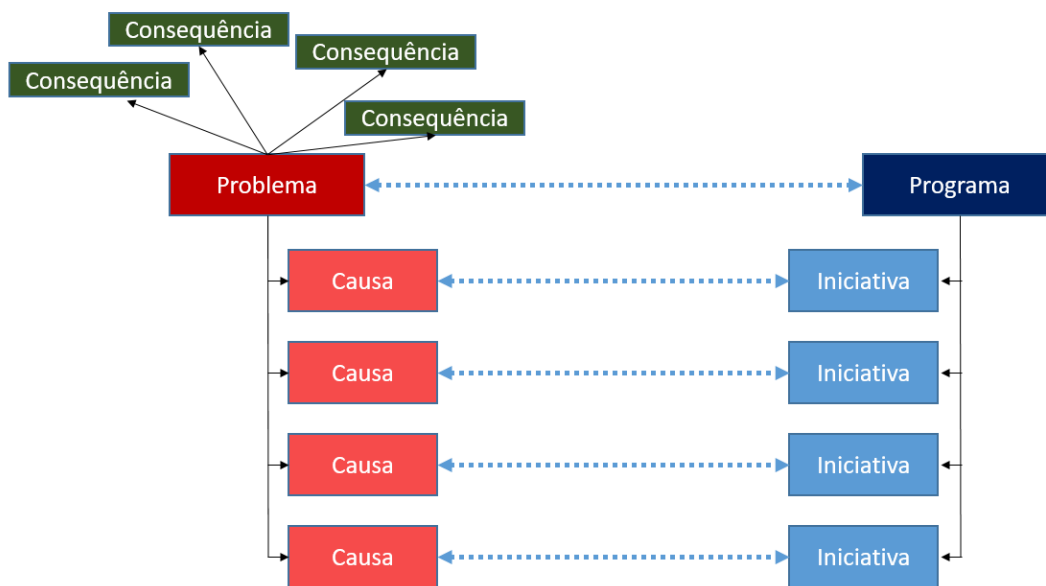 Consequência
Consequência
Consequência
Consequência
Problema
Programa
Causa
Iniciativa
Causa
Iniciativa
Causa
Iniciativa
Causa
Iniciativa